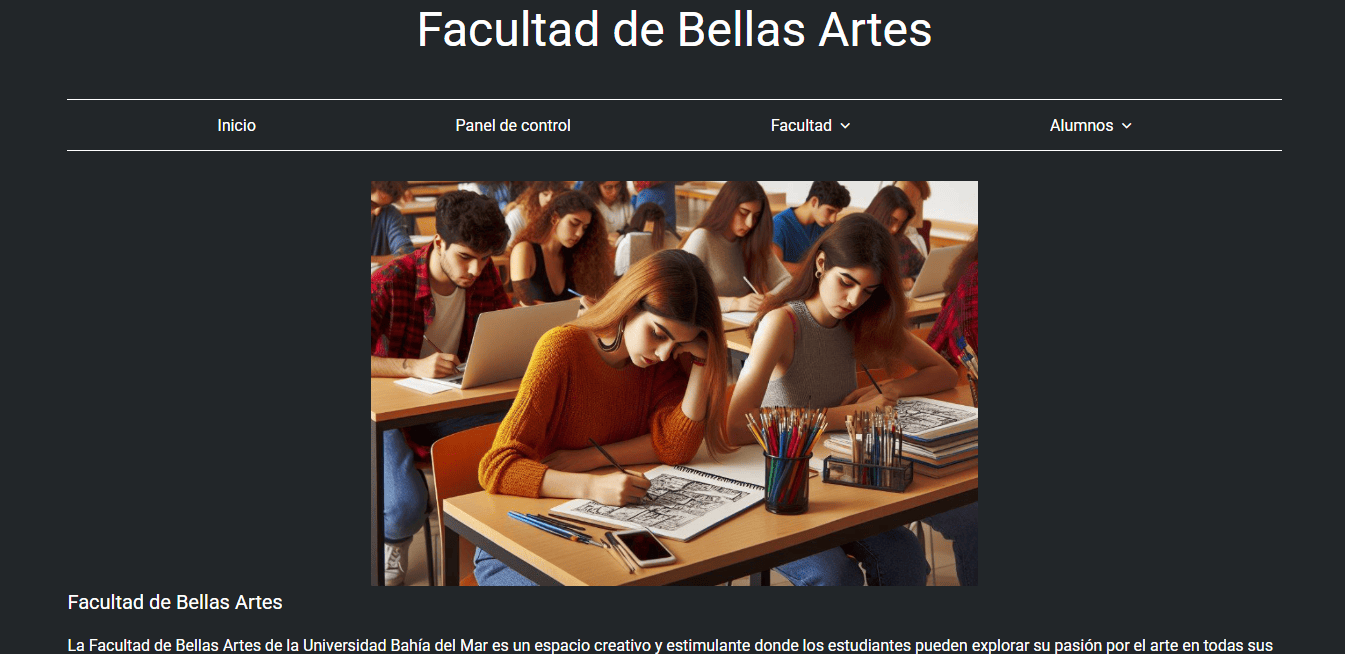 Facultad de Bellas Artes
Inicio
Panel de control
Facultad
Alumnos
Facultad de Bellas Artes
La Facultad de Bellas Artes de la Universidad Bahía del Mar es un espacio creativo y estimulante donde los estudiantes pueden explorar su pasión por el arte en todas sus